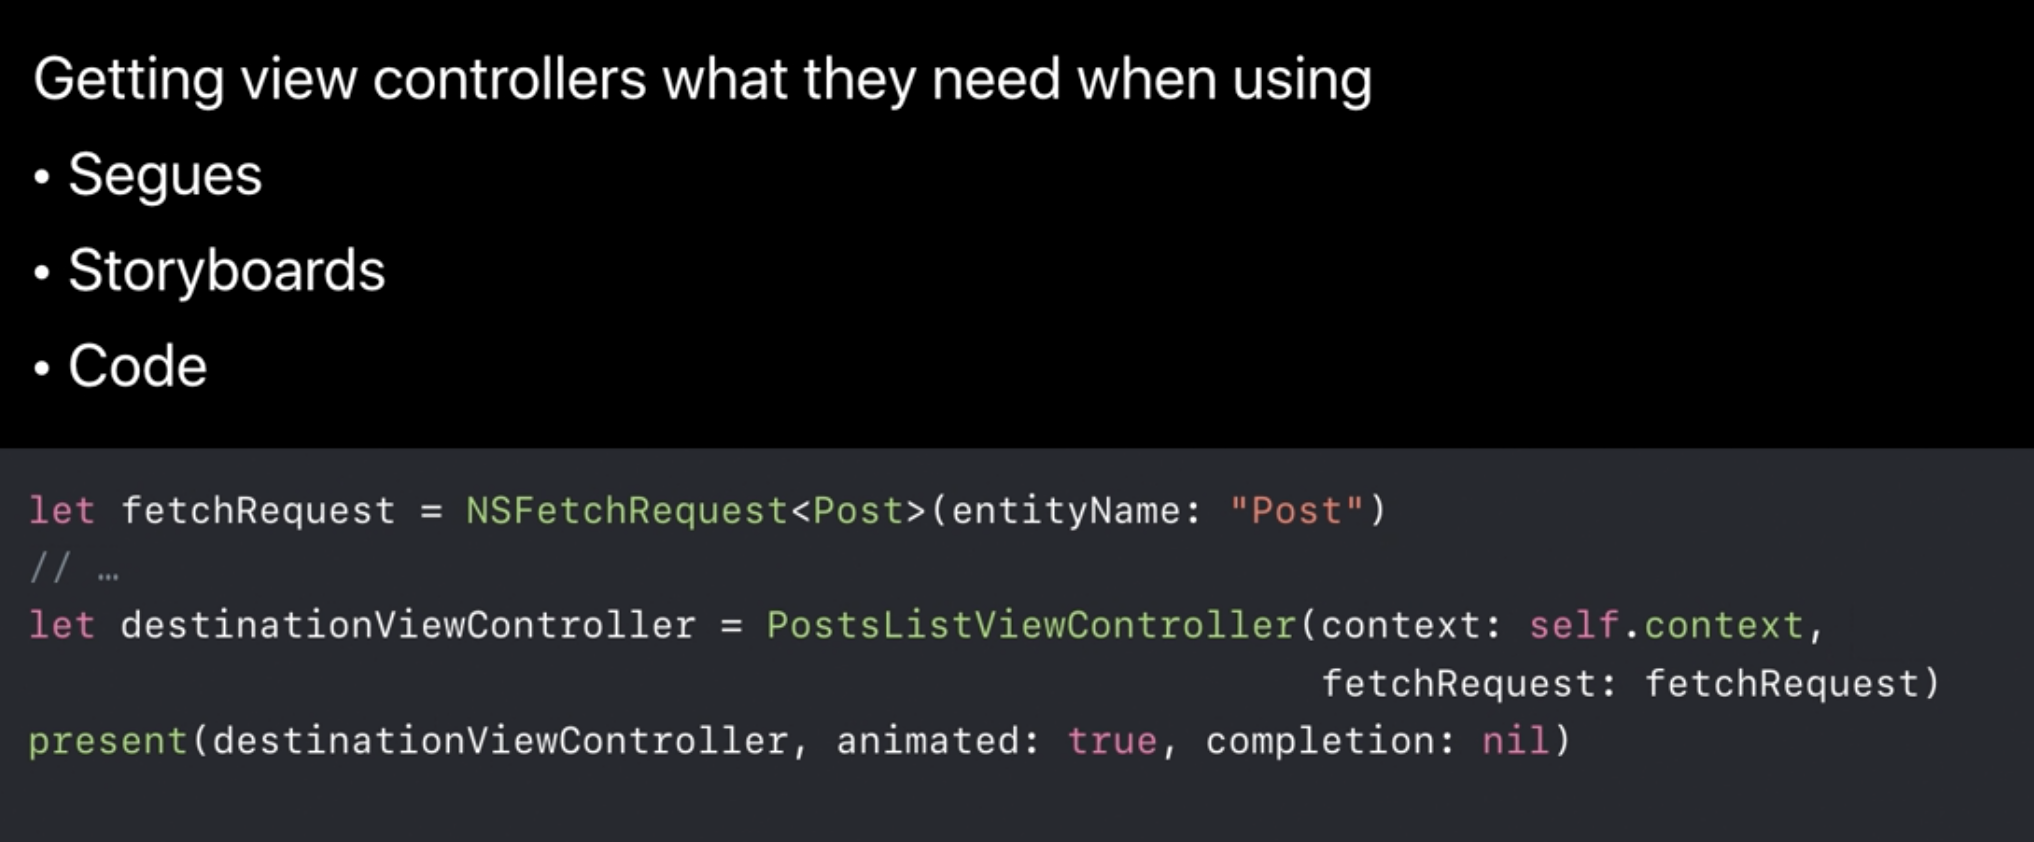 Getting view controllers what they need when using
• Segues
• Storyboards
• Code
let fetchRequest = NSFetchRequest<Post>(entityName: "Post")
// …
let destinationViewController = PostsListViewController(context: self.context,
fetchRequest: fetchRequest)
present(destinationViewController, animated: true, completion: nil)